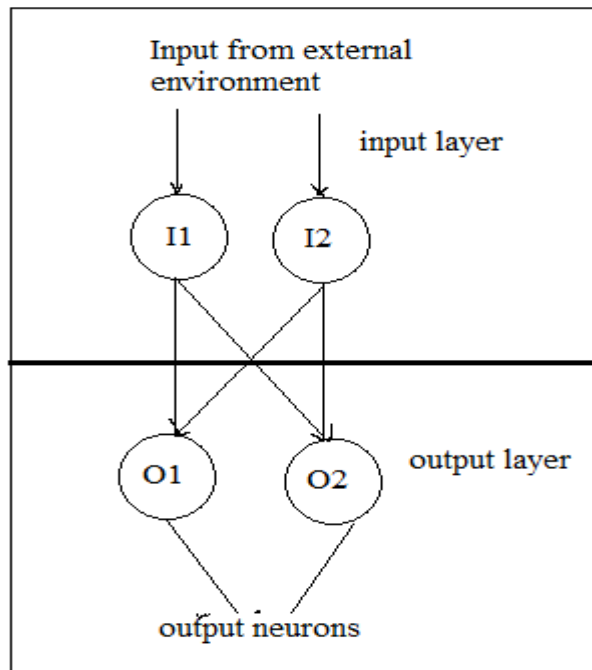 Input from external
environment
input layer
I1
I2
O1
O2
output layer
output neurons